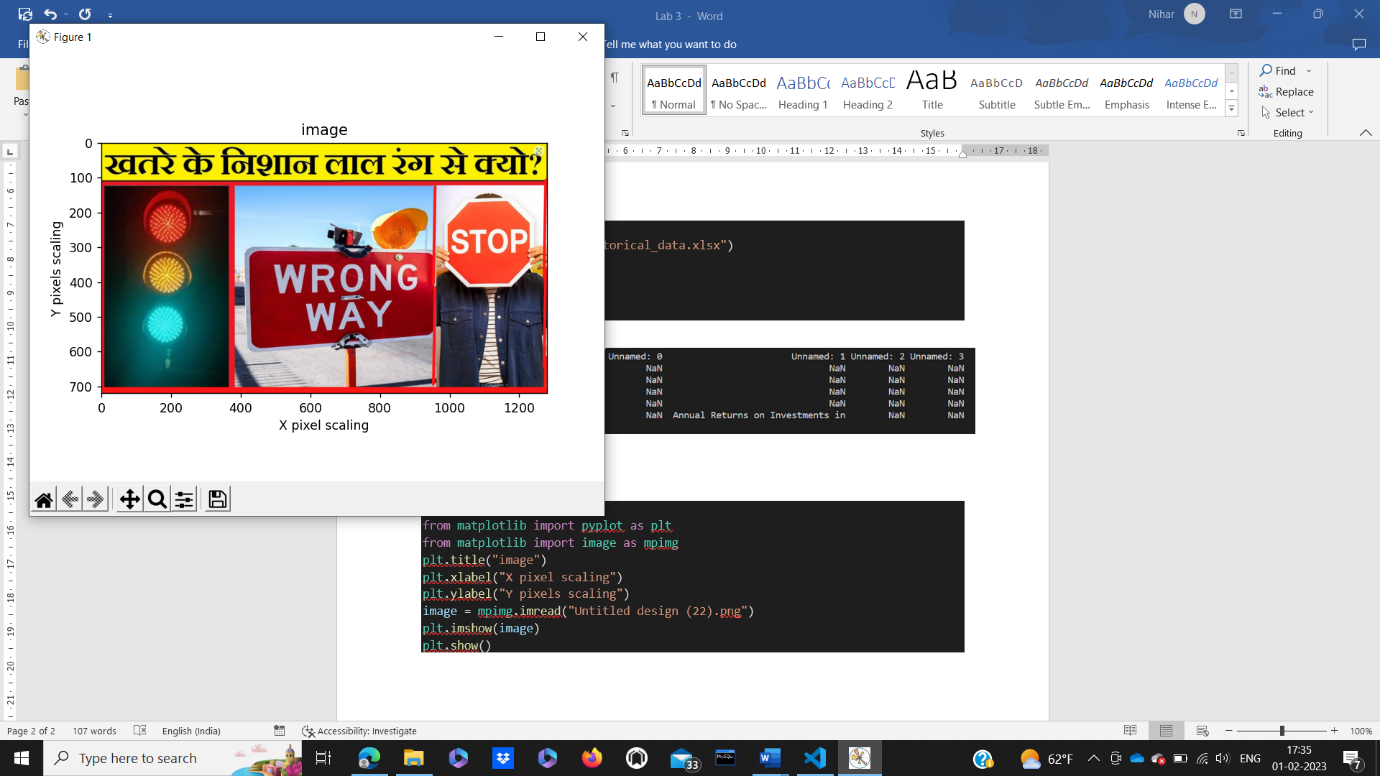 Lab 3 - Word
Nihar
N
Figure 1
Tell me what you want to do
Find
Replace
Select
Editing
AaBbCcDd
¶ Normal
AaBbCcDd
¶ No Spac...
Heading 1
Heading 2
AaB
Title
AaBbCcD
Subtitle
AaBbCcDd
Subtle Em...
AaBbCcDd
Emphasis
AaBbCcDd
Intense E...
Styles
image
खतरे के निशान लाल रंग से क्यो?
STOP
WRONG
WAY
0
100
200
300
400
500
600
700
Y pixels scaling
0 200 400 600 800 1000 1200
X pixel scaling
torical_data.xlsx")
Unnamed: 0 Unnamed: 1 Unnamed: 2 Unnamed: 3
NaN NaN NaN NaN
NaN NaN NaN NaN
NaN NaN NaN NaN
NaN NaN NaN NaN
NaN Annual Returns on Investments in NaN NaN
from matplotlib import pyplot as plt
from matplotlib import image as mpimg
plt.title("image")
plt.xlabel("X pixel scaling")
plt.ylabel("Y pixels scaling")
image = mpimg.imread("Untitled design (22).png")
plt.imshow(image)
plt.show()
Page 2 of 2 107 words English (India) Accessibility: Investigate 100%
Type here to search
33
62°F ENG
17:35
01-02-2023
7